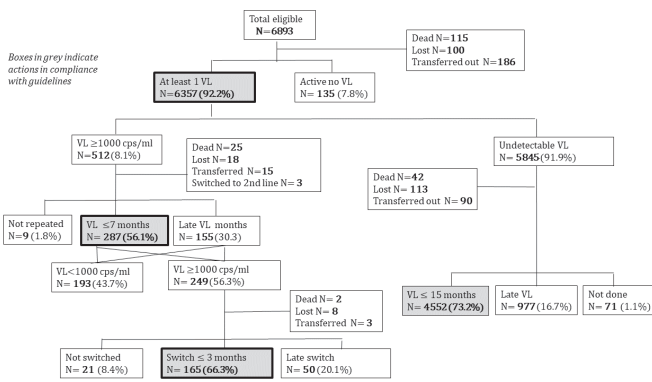 Total eligible
N=6893
Dead N=115
Lost N=100
Transferred out N=186
Boxes in grey indicate
actions in compliance
with guidelines
At least 1 VL
N=6357(92.2%)
Active no VL
N= 135 (7.8%)
VL ≥1000 cps/ml
N=512(8.1%)
Dead N=25
Lost N=18
Transferred N=15
Switched to 2nd line N= 3
Undetectable VL
N= 5845(91.9%)
Dead N=42
Lost N= 113
Transferred out N= 90
Not repeated
N=9 (1.8%)
VL ≤7 months
N= 287(56.1%)
Late VL months
N= 155(30.3)
VL<1000 cps/ml
N= 193(43.7%)
VL ≥1000 cps/ml
N= 249(56.3%)
VL ≤ 15 months
N= 4552(73.2%)
Late VL
N= 977(16.7%)
Not done
N= 71 (1.1%)
Dead N= 2
Lost N= 8
Transferred N= 3
Not switched
N= 21 (8.4%)
Switch ≤ 3 months
N= 165(66.3%)
Late switch
N= 50(20.1%)